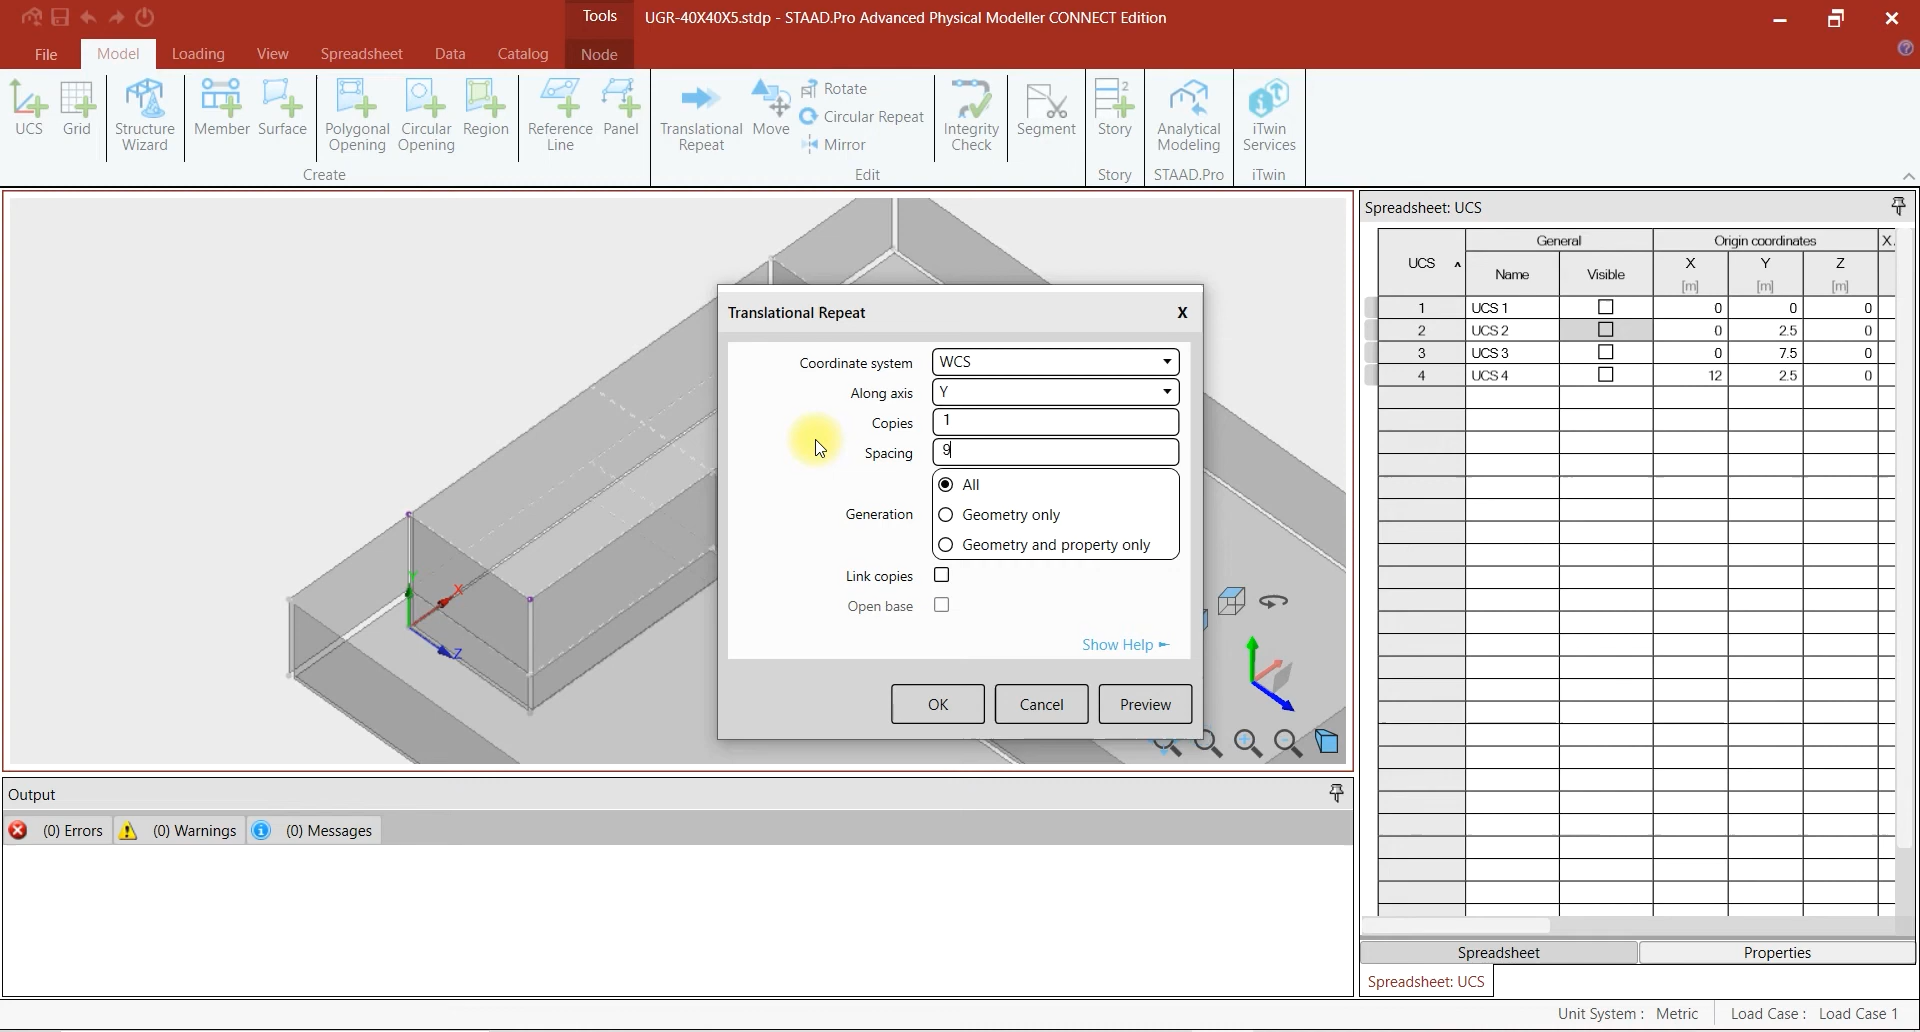 Tools
UGR-40X40X5.stdp - STAAD.Pro Advanced Physical Modeller CONNECT Edition
File
Model
Loading
View
Spreadsheet
Data
Catalog
Node
UCS
Grid
Structure
Wizard
Member
Surface
Polygonal
Opening
Circular
Opening
Region
Reference
Line
Panel
Translational
Repeat
Move
Rotate
Circular Repeat
Mirror
Integrity
Check
Segment
Story
Analytical
Modeling
iTwin
Services
Create
Edit
Story
STAAD.Pro
iTwin
Spreadsheet: UCS
UCS
General
Origin coordinates
X
Name
Visible
X
Y
Z
[m]
[m]
[m]
1 UCS 1 0 0 0
2 UCS 2 0 2.5 0
3 UCS 3 0 7.5 0
4 UCS 4 12 2.5 0
Translational Repeat
X
Coordinate system WCS
Along axis Y
Copies 1
Spacing 9
Generation
All
Geometry only
Geometry and property only
Link copies
Open base
Show Help
OK
Cancel
Preview
Y
X
Z
Output
(0) Errors
(0) Warnings
(0) Messages
Spreadsheet
Properties
Spreadsheet: UCS
Unit System : Metric
Load Case : Load Case 1